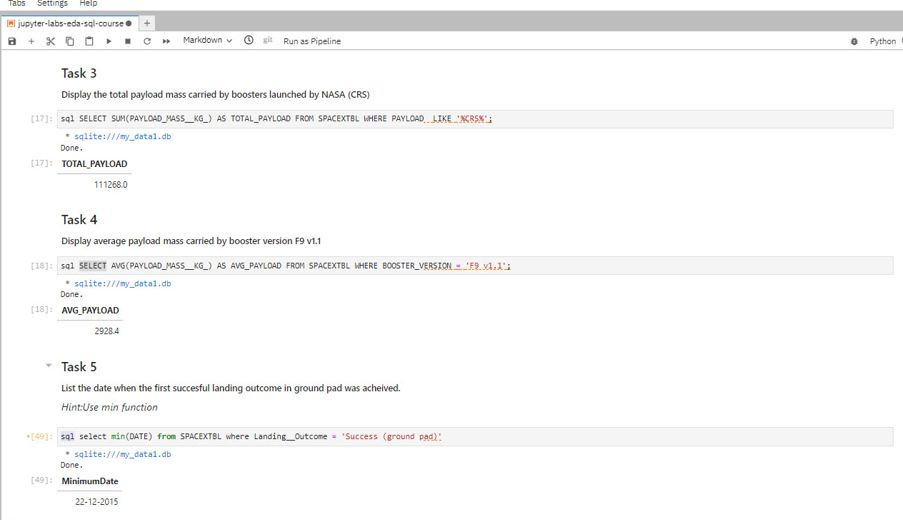 Tabs Settings Help
jupyter-labs-eda-sql-course
Markdown git Run as Pipeline Python
Task 3
Display the total payload mass carried by boosters launched by NASA (CRS)
[17]: sql SELECT SUM(PAYLOAD_MASS__KG_) AS TOTAL_PAYLOAD FROM SPACEXTBL WHERE PAYLOAD LIKE '%CRS%';
* sqlite:///my_data1.db
Done.
[17]: TOTAL_PAYLOAD
111268.0
Task 4
Display average payload mass carried by booster version F9 v1.1
[18]: sql SELECT AVG(PAYLOAD_MASS__KG_) AS AVG_PAYLOAD FROM SPACEXTBL WHERE BOOSTER_VERSION = 'F9 v1.1';
* sqlite:///my_data1.db
Done.
[18]: AVG_PAYLOAD
2928.4
Task 5
List the date when the first succesful landing outcome in ground pad was acheived.
Hint:Use min function
*[49]: sql select min(DATE) from SPACEXTBL where Landing__Outcome = 'Success (ground pad)'
* sqlite:///my_data1.db
Done.
[49]: MinimumDate
22-12-2015